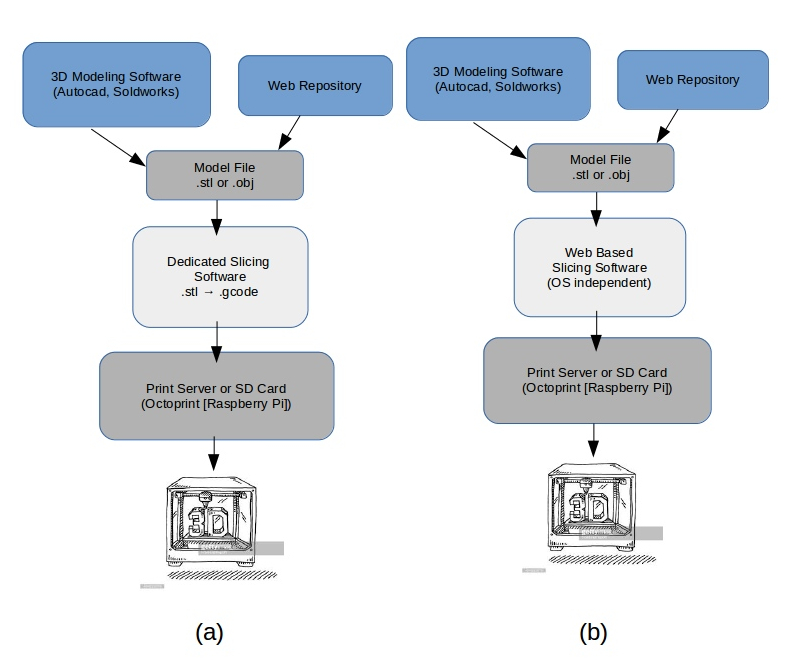 3D Modeling Software
(Autocad, Soldworks)
Web Repository
Model File
.stl or .obj
Dedicated Slicing
Software
.stl → .gcode
Print Server or SD Card
(Octoprint [Raspberry Pi])
3D
(a)
3D Modeling Software
(Autocad, Soldworks)
Web Repository
Model File
.stl or .obj
Web Based
Slicing Software
(OS independent)
Print Server or SD Card
(Octoprint [Raspberry Pi])
3D
(b)